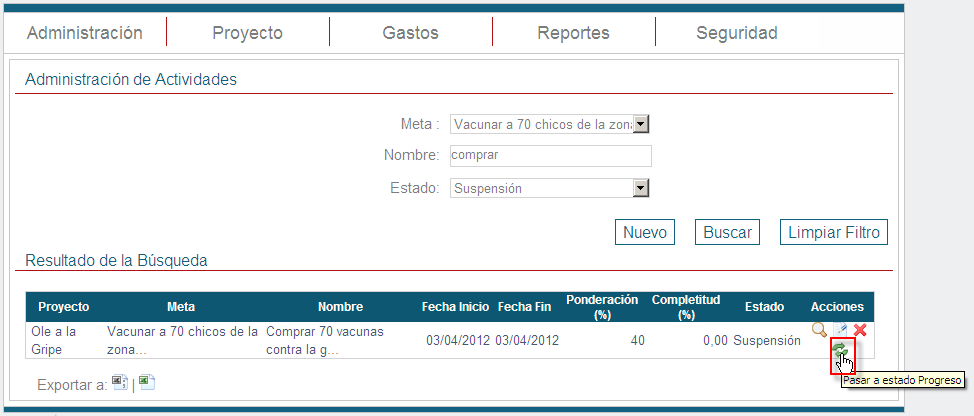 Administración Proyecto Gastos Reportes Seguridad
Administración de Actividades
Meta : Vacunar a 70 chicos de la zona
Nombre: comprar
Estado: Suspensión
Nuevo Buscar Limpiar Filtro
Resultado de la Búsqueda
Proyecto Meta Nombre Fecha Inicio Fecha Fin Ponderación (%) Completitud (%) Estado Acciones
Ole a la Vacunar a 70 chicos de la Comprar 70 vacunas 03/04/2012 03/04/2012 40 0,00 Suspensión
Gripe zona... contra la g...
Pasar a estado Progreso
Exportar a: |